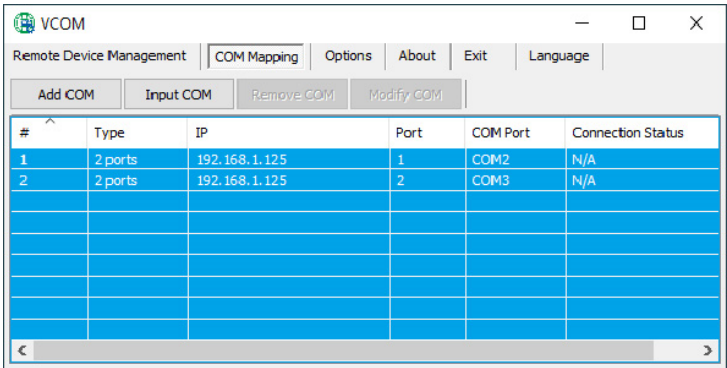 VCOM
Remote Device Management COM Mapping Options About Exit Language
Add COM Input COM Remove COM Modify COM
# Type IP Port COM Port Connection Status
1 2 ports 192.168.1.125 1 COM2 N/A
2 2 ports 192.168.1.125 2 COM3 N/A